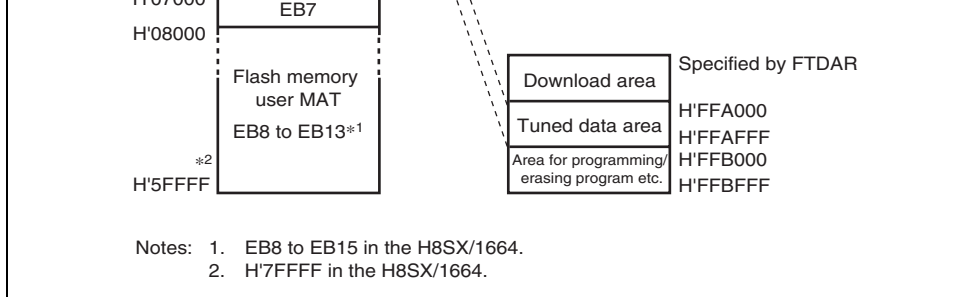 H'07000
EB7
H'08000
Flash memory
user MAT
EB8 to EB13*1
*2
H'5FFFF
Download area
Specified by FTDAR
H'FFA000
Tuned data area
H'FFAFFF
Area for programming/
erasing program etc.
H'FFB000
H'FFBFFF
Notes: 1. EB8 to EB15 in the H8SX/1664.
2. H'7FFFF in the H8SX/1664.